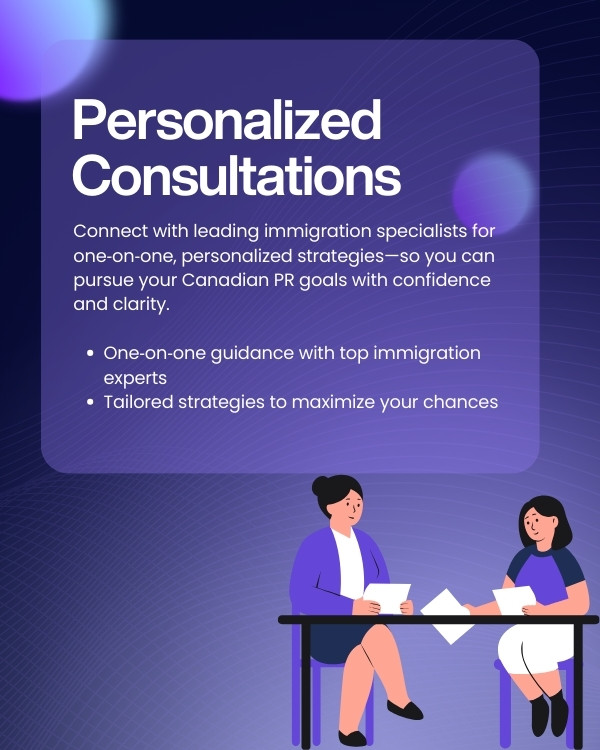 Personalized
Consultations
Connect with leading immigration specialists for
one-on-one, personalized strategies—so you can
pursue your Canadian PR goals with confidence
and clarity.
• One-on-one guidance with top immigration
experts
• Tailored strategies to maximize your chances